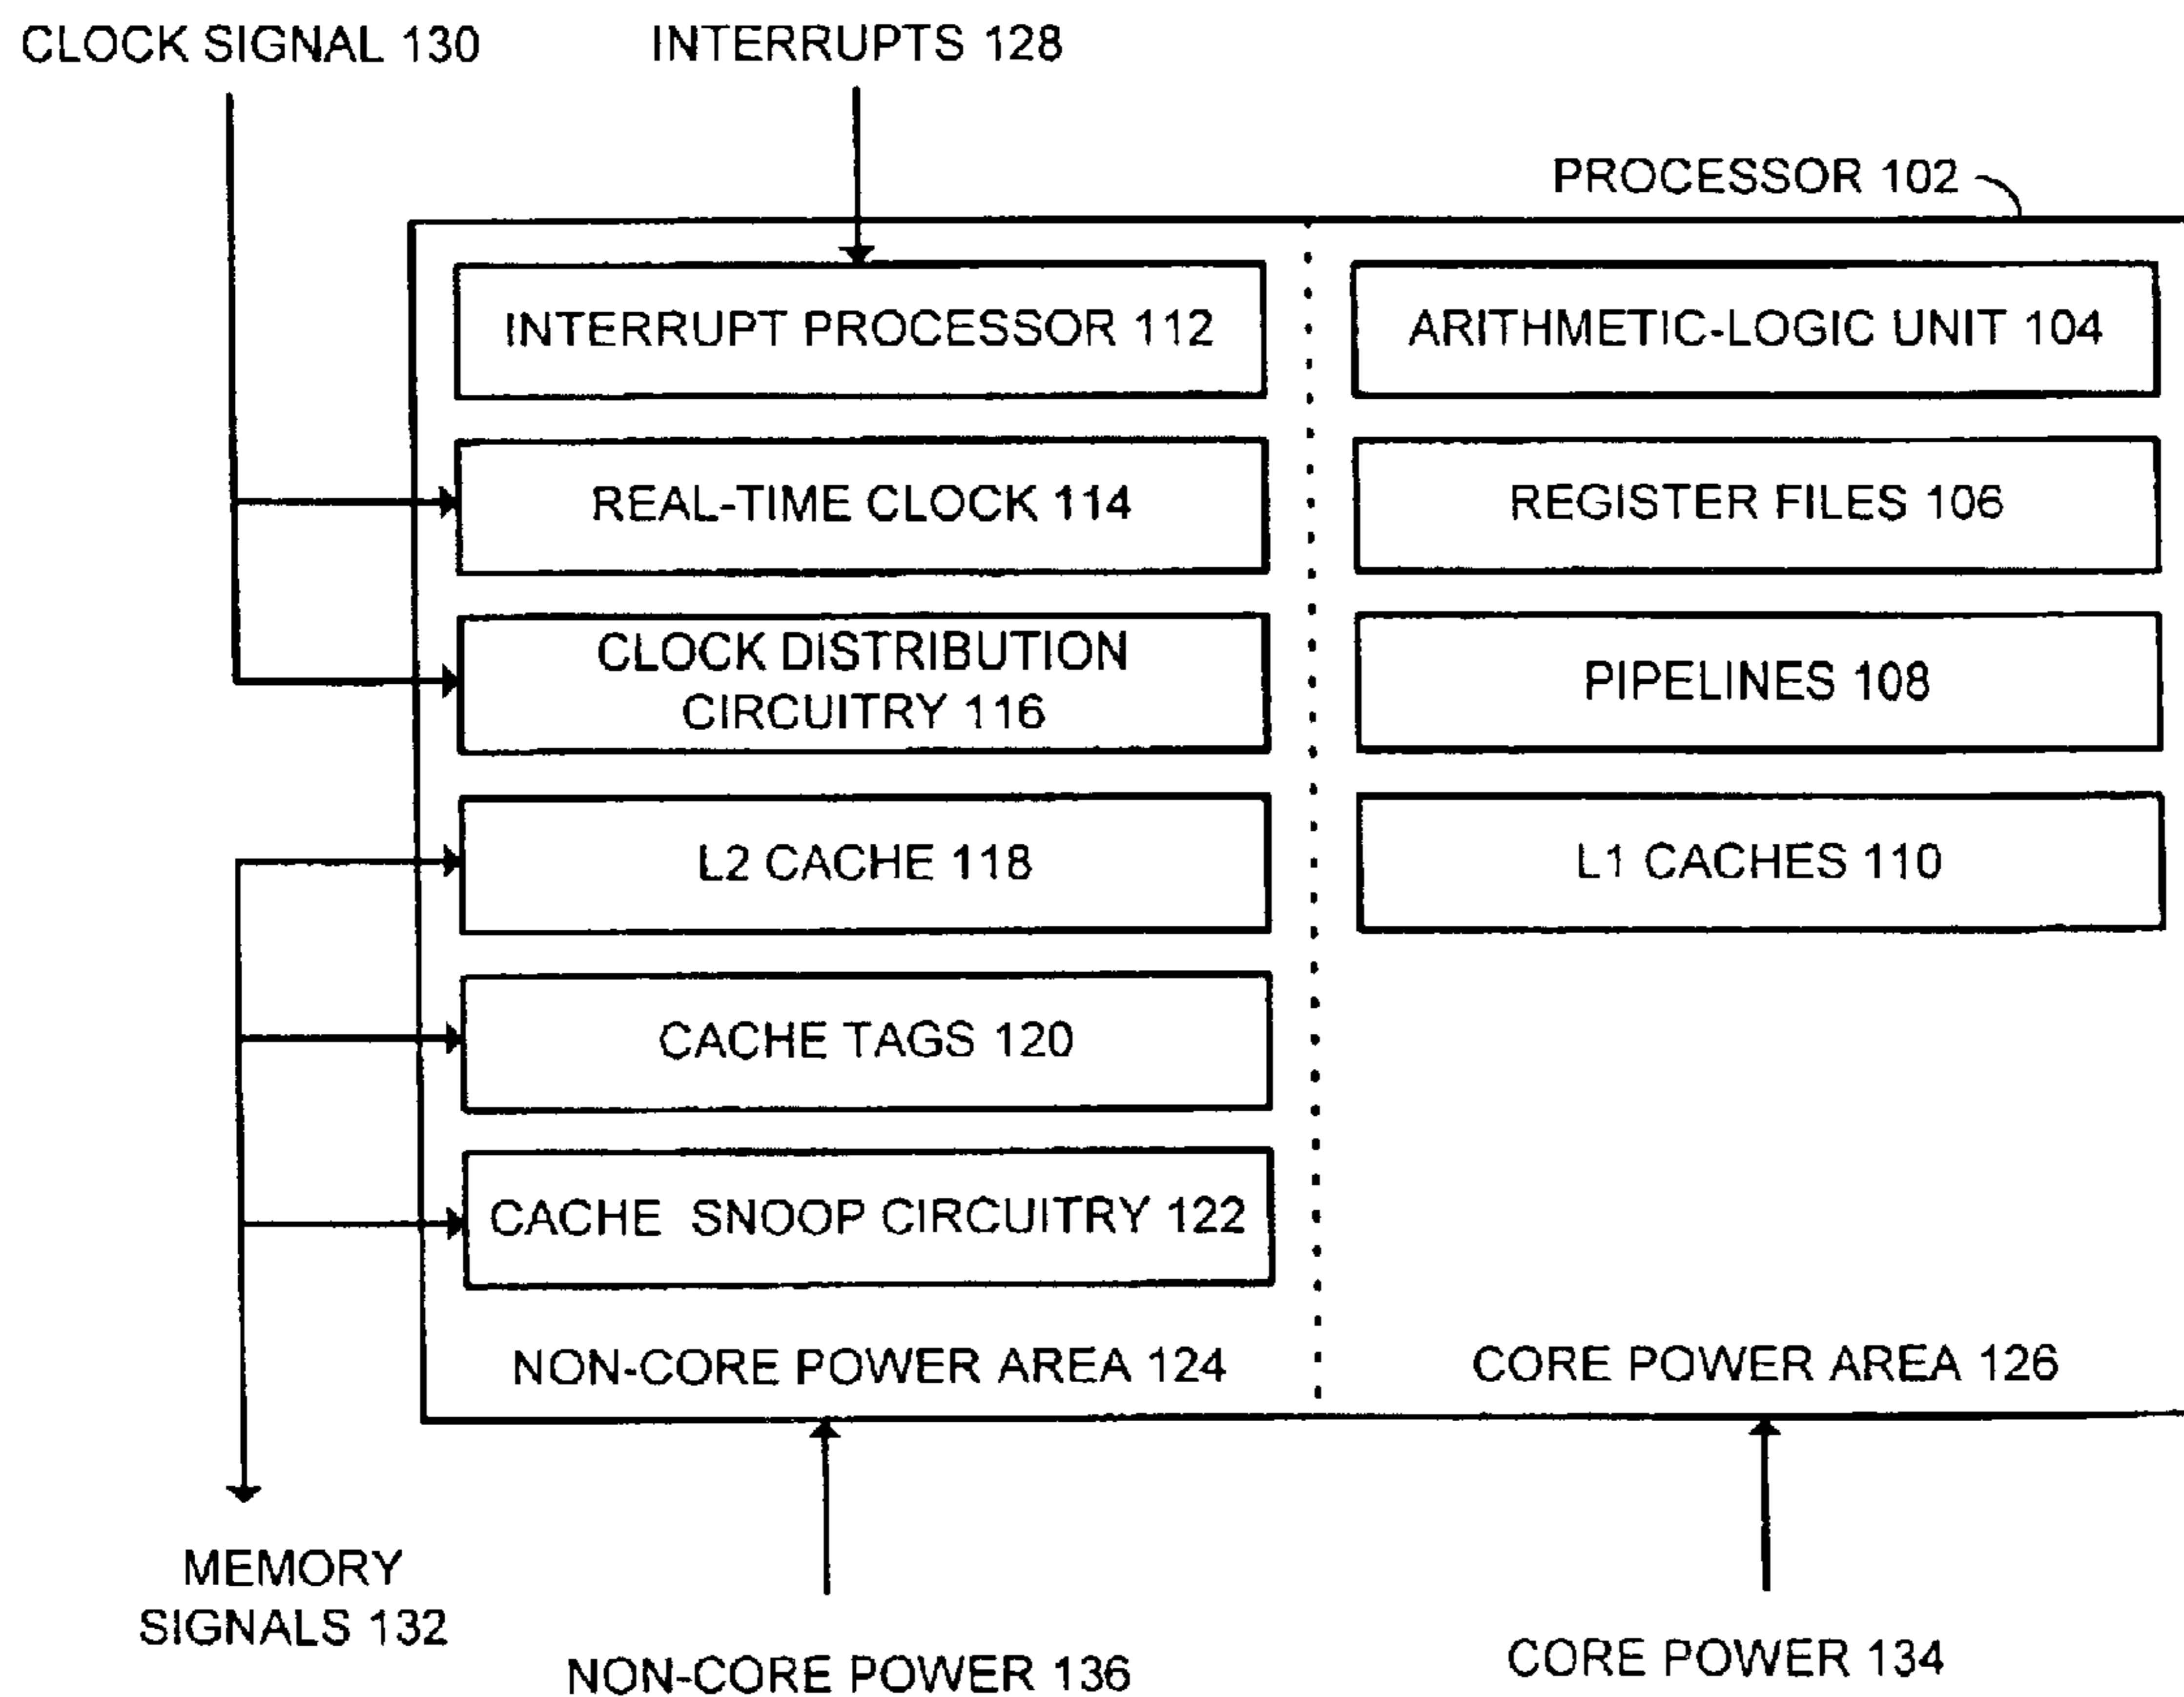 CLOCK SIGNAL 130
INTERRUPTS 128
PROCESSOR 102
INTERRUPT PROCESSOR 112
ARITHMETIC-LOGIC UNIT 104
REAL-TIME CLOCK 114
REGISTER FILES 106
CLOCK DISTRIBUTION
CIRCUITRY 116
PIPELINES 108
L2 CACHE 118
L1 CACHES 110
CACHE TAGS 120
CACHE SNOOP CIRCUITRY 122
NON-CORE POWER AREA 124
CORE POWER AREA 126
MEMORY
SIGNALS 132
NON-CORE POWER 136
CORE POWER 134